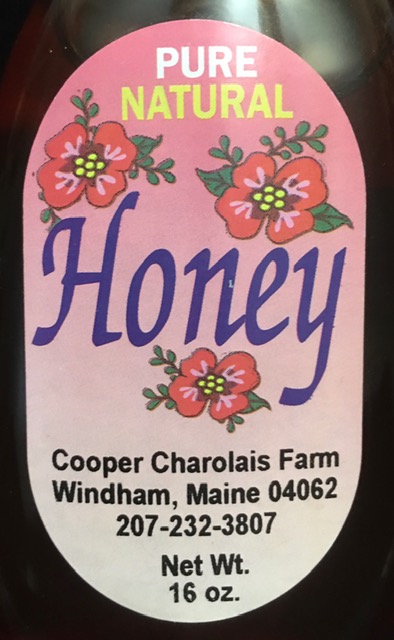 PURE
NATURAL
Honey
Cooper Charolais Farm
Windham, Maine 04062
207-232-3807
Net Wt.
16 oz.